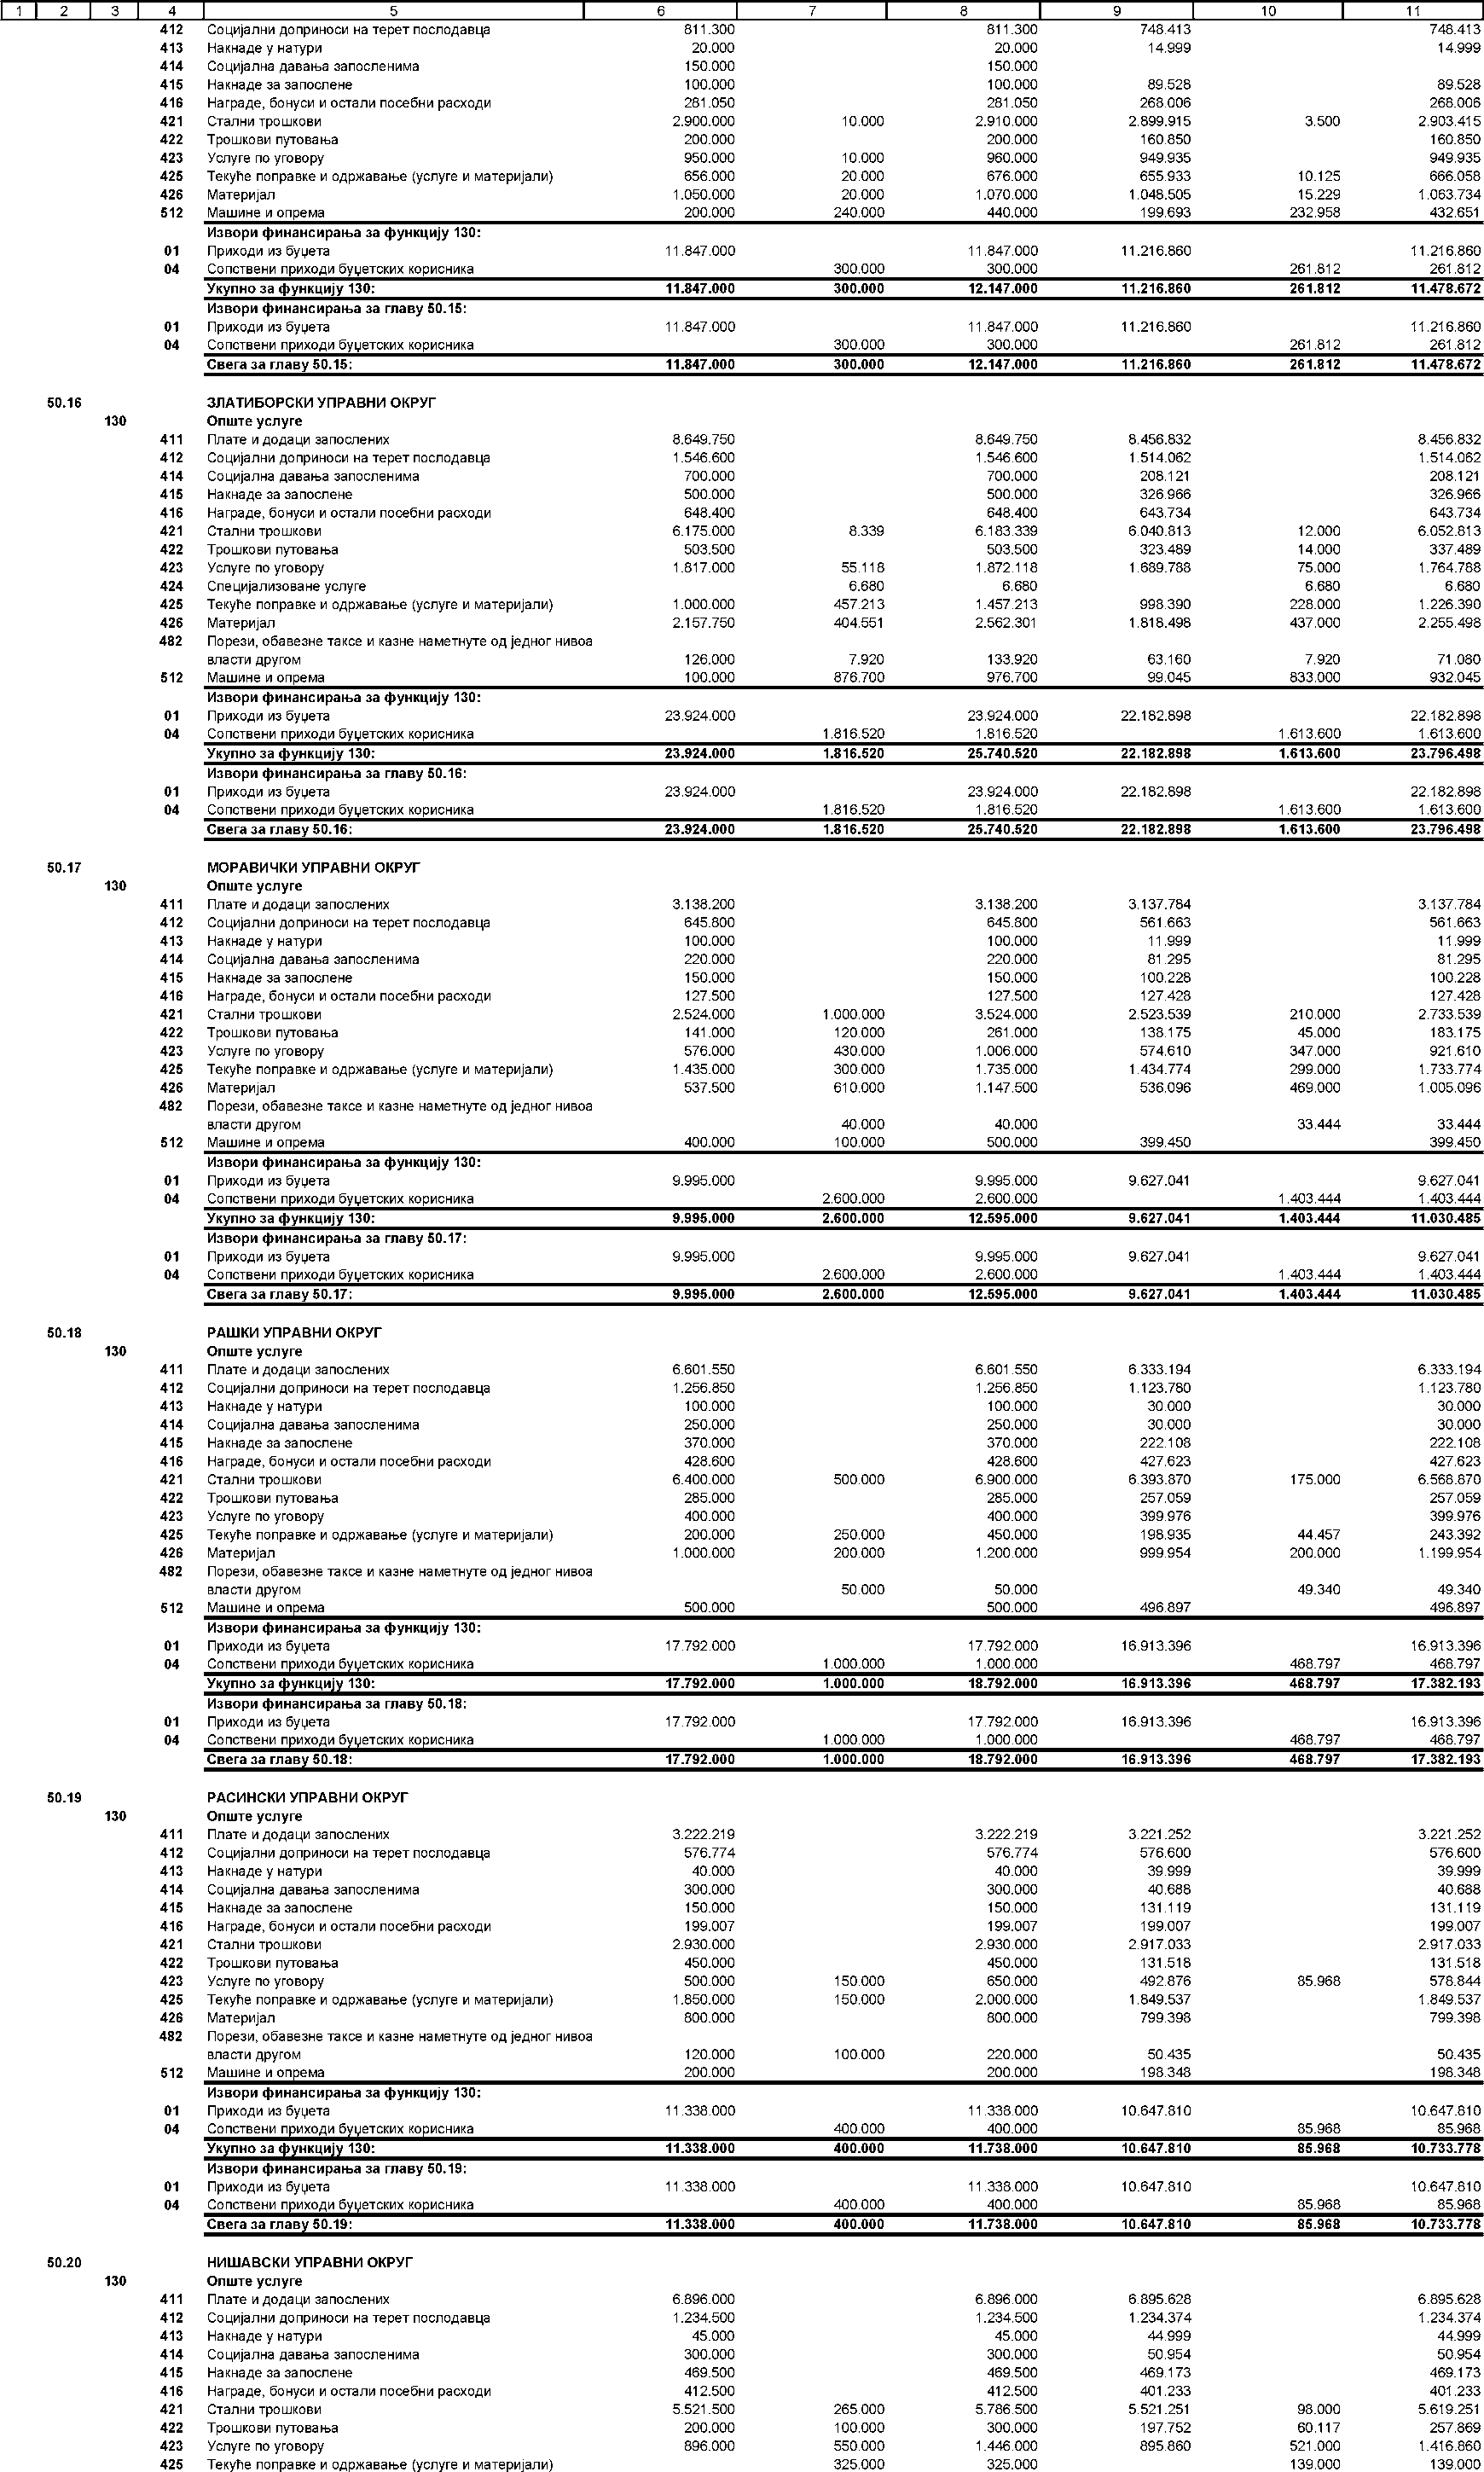 1 2 3 4 5 6 7 8 9 10 11
412 Социјални доприноси на терет послодавца 811.300 811.300 748.413 748.413
413 Накнаде у натури 20.000 20.000 14.999 14.999
414 Социјална давања запосленима 150.000 150.000
415 Накнаде за запослене 100.000 100.000 89.528 89.528
416 Награде, бонуси и остали посебни расходи 281.050 281.050 268.006 268.006
421 Стални трошкови 2.900.000 10.000 2.910.000 2.899.915 3.500 2.903.415
422 Трошкови путовања 200.000 200.000 160.850 160.850
423 Услуге по уговору 950.000 10.000 960.000 949.935 949.935
425 Текуће поправке и одржавање (услуге и материјали) 656.000 20.000 676.000 655.933 10.125 666.058
426 Материјал 1.050.000 20.000 1.070.000 1.048.505 15.229 1.063.734
512 Машине и опрема 200.000 240.000 440.000 199.693 232.958 432.651
Извори финансирања за функцију 130:
01 Приходи из буџета 11.847.000 11.847.000 11.216.860 11.216.860
04 Сопствени приходи буџетских корисника 300.000 300.000 261.812 261.812
Укупно за функцију 130: 11.847.000 300.000 12.147.000 11.216.860 261.812 11.478.672
Извори финансирања за главу 50.15:
01 Приходи из буџета 11.847.000 11.847.000 11.216.860 11.216.860
04 Сопствени приходи буџетских корисника 300.000 300.000 261.812 261.812
Свега за главу 50.15: 11.847.000 300.000 12.147.000 11.216.860 261.812 11.478.672
50.16 ЗЛАТИБОРСКИ УПРАВНИ ОКРУГ
130 Опште услуге
411 Плате и додаци запослених 8.649.750 8.649.750 8.456.832 8.456.832
412 Социјални доприноси на терет послодавца 1.546.600 1.546.600 1.514.062 1.514.062
414 Социјална давања запосленима 700.000 700.000 208.121 208.121
415 Накнаде за запослене 500.000 500.000 326.966 326.966
416 Награде, бонуси и остали посебни расходи 648.400 648.400 643.734 643.734
421 Стални трошкови 6.175.000 8.339 6.183.339 6.040.813 12.000 6.052.813
422 Трошкови путовања 503.500 503.500 323.489 14.000 337.489
423 Услуге по уговору 1.817.000 55.118 1.872.118 1.689.788 75.000 1.764.788
424 Специјализоване услуге 6.680 6.680 6.680 6.680
425 Текуће поправке и одржавање (услуге и материјали) 1.000.000 457.213 1.457.213 998.390 228.000 1.226.390
426 Материјал 2.157.750 404.551 2.562.301 1.818.498 437.000 2.255.498
482 Порези, обавезне таксе и казне наметнуте од једног нивоа
власти другом 126.000 7.920 133.920 63.160 7.920 71.080
512 Машине и опрема 100.000 876.700 976.700 99.045 833.000 932.045
Извори финансирања за функцију 130:
01 Приходи из буџета 23.924.000 23.924.000 22.182.898 22.182.898
04 Сопствени приходи буџетских корисника 1.816.520 1.816.520 1.613.600 1.613.600
Укупно за функцију 130: 23.924.000 1.816.520 25.740.520 22.182.898 1.613.600 23.796.498
Извори финансирања за главу 50.16:
01 Приходи из буџета 23.924.000 23.924.000 22.182.898 22.182.898
04 Сопствени приходи буџетских корисника 1.816.520 1.816.520 1.613.600 1.613.600
Свега за главу 50.16: 23.924.000 1.816.520 25.740.520 22.182.898 1.613.600 23.796.498
50.17 МОРАВИЧКИ УПРАВНИ ОКРУГ
130 Опште услуге
411 Плате и додаци запослених 3.138.200 3.138.200 3.137.784 3.137.784
412 Социјални доприноси на терет послодавца 645.800 645.800 561.663 561.663
413 Накнаде у натури 100.000 100.000 11.999 11.999
414 Социјална давања запосленима 220.000 220.000 81.295 81.295
415 Накнаде за запослене 150.000 150.000 100.228 100.228
416 Награде, бонуси и остали посебни расходи 127.500 127.500 127.428 127.428
421 Стални трошкови 2.524.000 1.000.000 3.524.000 2.523.539 210.000 2.733.539
422 Трошкови путовања 141.000 120.000 261.000 138.175 45.000 183.175
423 Услуге по уговору 576.000 430.000 1.006.000 574.610 347.000 921.610
425 Текуће поправке и одржавање (услуге и материјали) 1.435.000 300.000 1.735.000 1.434.774 299.000 1.733.774
426 Материјал 537.500 610.000 1.147.500 536.096 469.000 1.005.096
482 Порези, обавезне таксе и казне наметнуте од једног нивоа
власти другом 40.000 40.000 33.444 33.444
512 Машине и опрема 400.000 100.000 500.000 399.450 399.450
Извори финансирања за функцију 130:
01 Приходи из буџета 9.995.000 9.995.000 9.627.041 9.627.041
04 Сопствени приходи буџетских корисника 2.600.000 2.600.000 1.403.444 1.403.444
Укупно за функцију 130: 9.995.000 2.600.000 12.595.000 9.627.041 1.403.444 11.030.485
Извори финансирања за главу 50.17:
01 Приходи из буџета 9.995.000 9.995.000 9.627.041 9.627.041
04 Сопствени приходи буџетских корисника 2.600.000 2.600.000 1.403.444 1.403.444
Свега за главу 50.17: 9.995.000 2.600.000 12.595.000 9.627.041 1.403.444 11.030.485
50.18 РАШКИ УПРАВНИ ОКРУГ
130 Опште услуге
411 Плате и додаци запослених 6.601.550 6.601.550 6.333.194 6.333.194
412 Социјални доприноси на терет послодавца 1.256.850 1.256.850 1.123.780 1.123.780
413 Накнаде у натури 100.000 100.000 30.000 30.000
414 Социјална давања запосленима 250.000 250.000 30.000 30.000
415 Накнаде за запослене 370.000 370.000 222.108 222.108
416 Награде, бонуси и остали посебни расходи 428.600 428.600 427.623 427.623
421 Стални трошкови 6.400.000 500.000 6.900.000 6.393.870 175.000 6.568.870
422 Трошкови путовања 285.000 285.000 257.059 257.059
423 Услуге по уговору 400.000 400.000 399.976 399.976
425 Текуће поправке и одржавање (услуге и материјали) 200.000 250.000 450.000 198.935 44.457 243.392
426 Материјал 1.000.000 200.000 1.200.000 999.954 200.000 1.199.954
482 Порези, обавезне таксе и казне наметнуте од једног нивоа
власти другом 50.000 50.000 49.340 49.340
512 Машине и опрема 500.000 500.000 496.897 496.897
Извори финансирања за функцију 130:
01 Приходи из буџета 17.792.000 17.792.000 16.913.396 16.913.396
04 Сопствени приходи буџетских корисника 1.000.000 1.000.000 468.797 468.797
Укупно за функцију 130: 17.792.000 1.000.000 18.792.000 16.913.396 468.797 17.382.193
Извори финансирања за главу 50.18:
01 Приходи из буџета 17.792.000 17.792.000 16.913.396 16.913.396
04 Сопствени приходи буџетских корисника 1.000.000 1.000.000 468.797 468.797
Свега за главу 50.18: 17.792.000 1.000.000 18.792.000 16.913.396 468.797 17.382.193
50.19 РАСИНСКИ УПРАВНИ ОКРУГ
130 Опште услуге
411 Плате и додаци запослених 3.222.219 3.222.219 3.221.252 3.221.252
412 Социјални доприноси на терет послодавца 576.774 576.774 576.600 576.600
413 Накнаде у натури 40.000 40.000 39.999 39.999
414 Социјална давања запосленима 300.000 300.000 40.688 40.688
415 Накнаде за запослене 150.000 150.000 131.119 131.119
416 Награде, бонуси и остали посебни расходи 199.007 199.007 199.007 199.007
421 Стални трошкови 2.930.000 2.930.000 2.917.033 2.917.033
422 Трошкови путовања 450.000 450.000 131.518 131.518
423 Услуге по уговору 500.000 150.000 650.000 492.876 85.968 578.844
425 Текуће поправке и одржавање (услуге и материјали) 1.850.000 150.000 2.000.000 1.849.537 1.849.537
426 Материјал 800.000 800.000 799.398 799.398
482 Порези, обавезне таксе и казне наметнуте од једног нивоа
власти другом 120.000 100.000 220.000 50.435 50.435
512 Машине и опрема 200.000 200.000 198.348 198.348
Извори финансирања за функцију 130:
01 Приходи из буџета 11.338.000 11.338.000 10.647.810 10.647.810
04 Сопствени приходи буџетских корисника 400.000 400.000 85.968 85.968
Укупно за функцију 130: 11.338.000 400.000 11.738.000 10.647.810 85.968 10.733.778
Извори финансирања за главу 50.19:
01 Приходи из буџета 11.338.000 11.338.000 10.647.810 10.647.810
04 Сопствени приходи буџетских корисника 400.000 400.000 85.968 85.968
Свега за главу 50.19: 11.338.000 400.000 11.738.000 10.647.810 85.968 10.733.778
50.20 НИШАВСКИ УПРАВНИ ОКРУГ
130 Опште услуге
411 Плате и додаци запослених 6.896.000 6.896.000 6.895.628 6.895.628
412 Социјални доприноси на терет послодавца 1.234.500 1.234.500 1.234.374 1.234.374
413 Накнаде у натури 45.000 45.000 44.999 44.999
414 Социјална давања запосленима 300.000 300.000 50.954 50.954
415 Накнаде за запослене 469.500 469.500 469.173 469.173
416 Награде, бонуси и остали посебни расходи 412.500 412.500 401.233 401.233
421 Стални трошкови 5.521.500 265.000 5.786.500 5.521.251 98.000 5.619.251
422 Трошкови путовања 200.000 100.000 300.000 197.752 60.117 257.869
423 Услуге по уговору 896.000 550.000 1.446.000 895.860 521.000 1.416.860
425 Текуће поправке и одржавање (услуге и материјали) 325.000 325.000 139.000 139.000